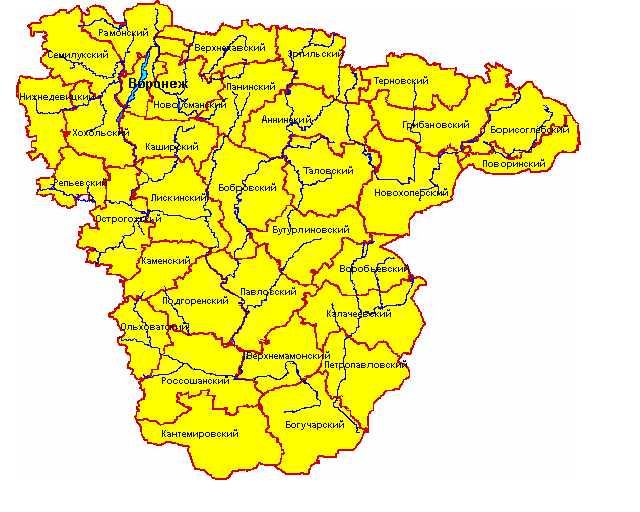 Рамонский
Верхнехавский
Эртильский
Семилукский
Терновский
Воронеж
Панинский
Нижнедевицкий
Новоусманский
Аннинский
Грибановский
Борисоглебский
Хохольский
Каширский
Поворинский
Таловский
Репьевский
Бобровский
Новохоперский
Лискинский
Острогожский
Бутурлиновский
Каменский
Воробьевский
Павловский
Подгоренский
Калачеевский
Ольховатский
Верхнемамонский
Петропавловский
Россошанский
Богучарский
Кантемировский